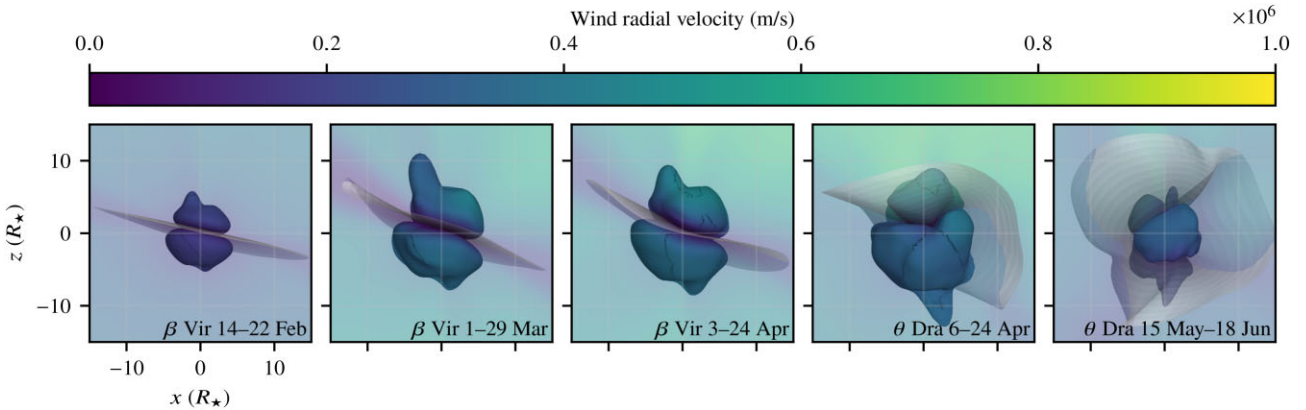 Wind radial velocity (m/s)
×10⁶
0.0 0.2 0.4 0.6 0.8 1.0
10
0
−10
z (R★)
β Vir 14–22 Feb
β Vir 1–29 Mar
β Vir 3–24 Apr
θ Dra 6–24 Apr
θ Dra 15 May–18 Jun
−10 0 10
x (R★)